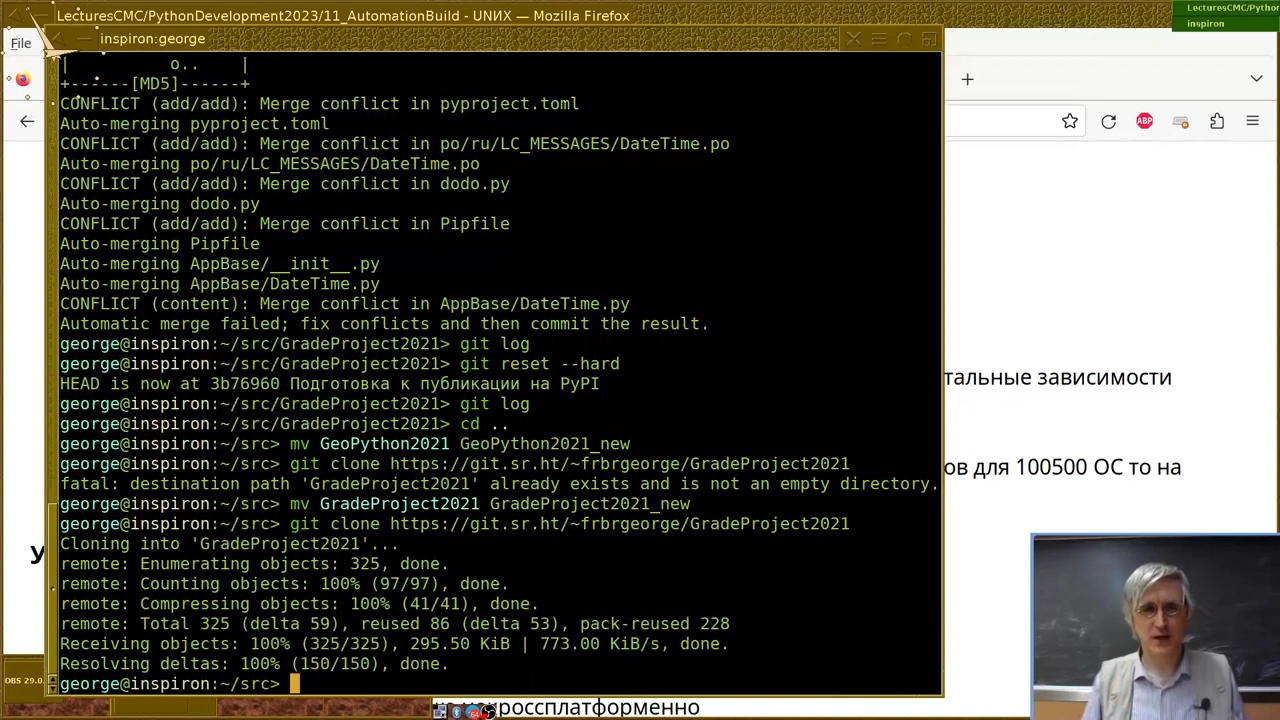 LecturesCMC/PythonDevelopment2023/11_AutomationBuild - UNИX — Mozilla Firefox
LecturesCMC/Pytho
inspiron
File
inspiron:george
| o.. |
+------[MD5]------+
CONFLICT (add/add): Merge conflict in pyproject.toml
Auto-merging pyproject.toml
CONFLICT (add/add): Merge conflict in po/ru/LC_MESSAGES/DateTime.po
Auto-merging po/ru/LC_MESSAGES/DateTime.po
CONFLICT (add/add): Merge conflict in dodo.py
Auto-merging dodo.py
CONFLICT (add/add): Merge conflict in Pipfile
Auto-merging Pipfile
Auto-merging AppBase/__init__.py
Auto-merging AppBase/DateTime.py
CONFLICT (content): Merge conflict in AppBase/DateTime.py
Automatic merge failed; fix conflicts and then commit the result.
george@inspiron:~/src/GradeProject2021> git log
george@inspiron:~/src/GradeProject2021> git reset --hard
HEAD is now at 3b76960 Подготовка к публикации на PyPI
george@inspiron:~/src/GradeProject2021> git log
george@inspiron:~/src/GradeProject2021> cd ..
george@inspiron:~/src> mv GeoPython2021 GeoPython2021_new
george@inspiron:~/src> git clone https://git.sr.ht/~frbrgeorge/GradeProject2021
fatal: destination path 'GradeProject2021' already exists and is not an empty directory.
george@inspiron:~/src> mv GradeProject2021 GradeProject2021_new
george@inspiron:~/src> git clone https://git.sr.ht/~frbrgeorge/GradeProject2021
Cloning into 'GradeProject2021'...
remote: Enumerating objects: 325, done.
remote: Counting objects: 100% (97/97), done.
remote: Compressing objects: 100% (41/41), done.
remote: Total 325 (delta 59), reused 86 (delta 53), pack-reused 228
Receiving objects: 100% (325/325), 295.50 KiB | 773.00 KiB/s, done.
Resolving deltas: 100% (150/150), done.
george@inspiron:~/src>
ABP
тальные зависимости
ов для 100500 ОС то на
У
OBS 29.0
64
россплатформенно